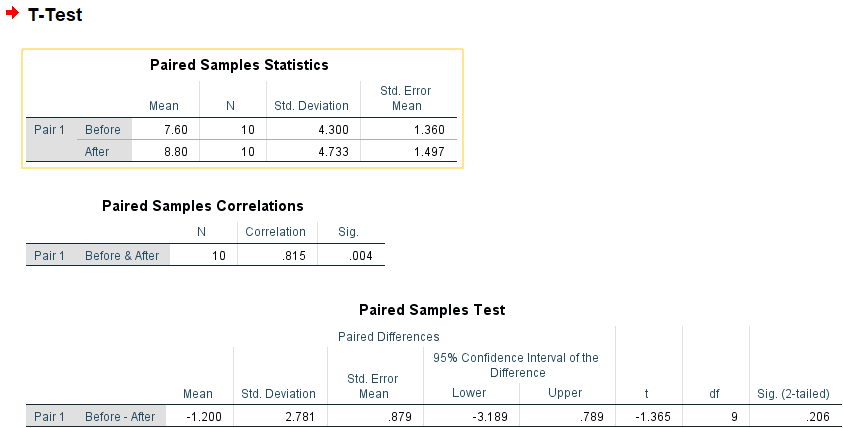 T-Test
Paired Samples Statistics
Mean N Std. Deviation Std. Error Mean
Pair 1 Before 7.60 10 4.300 1.360
After 8.80 10 4.733 1.497
Paired Samples Correlations
N Correlation Sig.
Pair 1 Before & After 10 .815 .004
Paired Samples Test
Paired Differences
95% Confidence Interval of the Difference
Mean Std. Deviation Std. Error Mean Lower Upper t df Sig. (2-tailed)
Pair 1 Before - After -1.200 2.781 .879 -3.189 .789 -1.365 9 .206